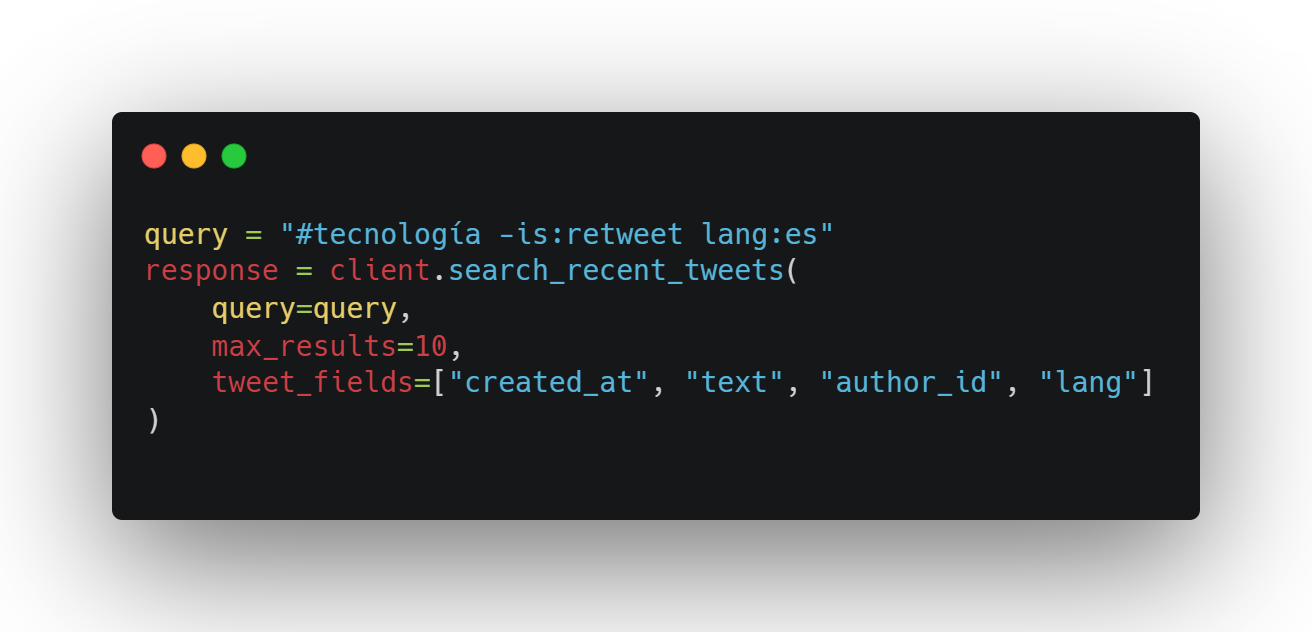 query = "#tecnología -is:retweet lang:es"
response = client.search_recent_tweets(
    query=query,
    max_results=10,
    tweet_fields=["created_at", "text", "author_id", "lang"]
)